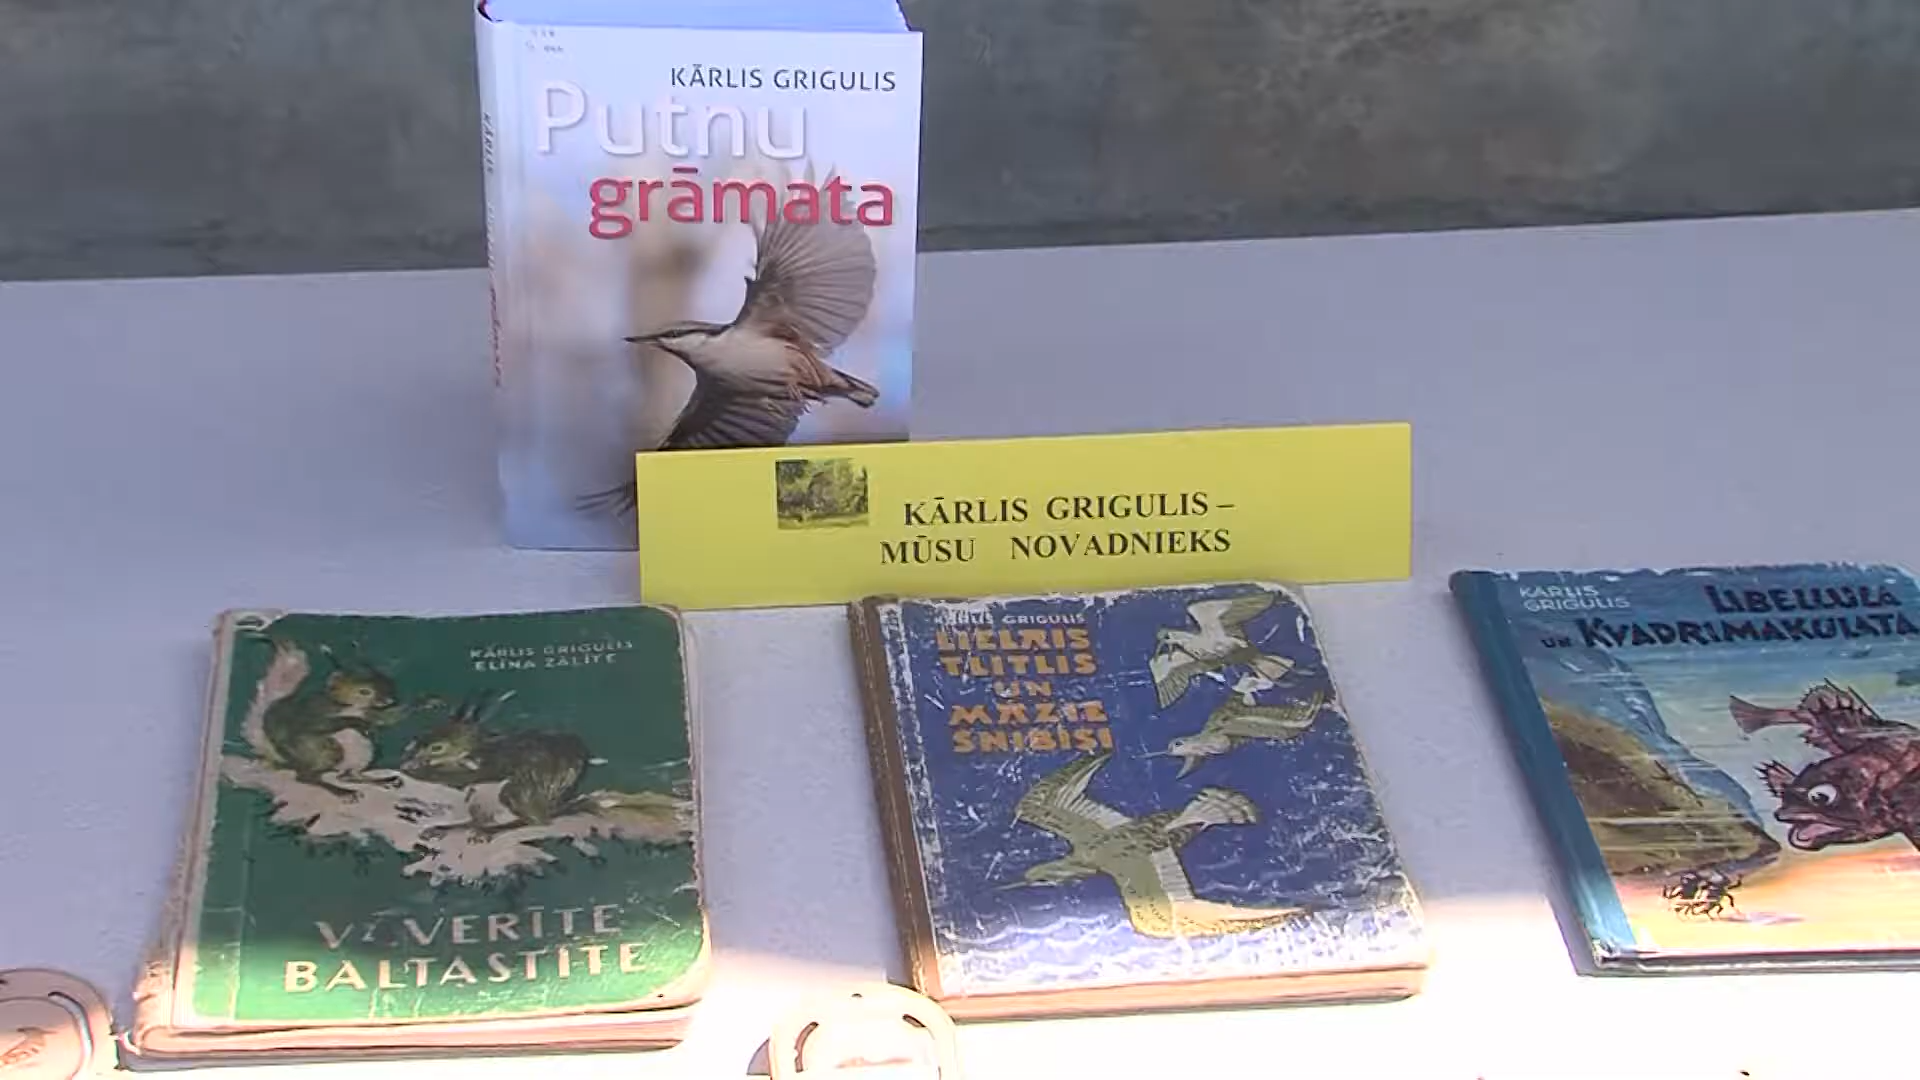 KĀRLIS GRIGULIS
Putnu
grāmata
KĀRLIS GRIGULIS –
MŪSU NOVADNIEKS
KĀRLIS GRIGULIS
ELĪNA ZĀLĪTE
VĀVERĪTE
BALTASTĪTE
KĀRLIS GRIGULIS
LIELAIS
TLITLIS
UN
MAZIE
SNIBĪŠI
KĀRLIS
GRIGULIS
LIBELLULA
UN KVADRIMAKULATA